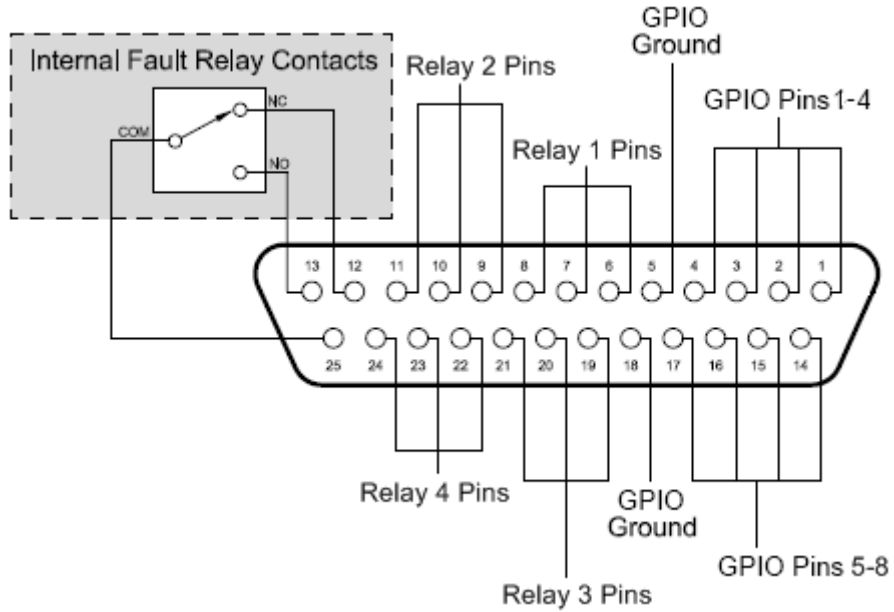 GPIO
Ground
Internal Fault Relay Contacts
Relay 2 Pins
GPIO Pins 1-4
Relay 1 Pins
NC
COM
NO
13 12 11 10 9 8 7 6 5 4 3 2 1
25 24 23 22 21 20 19 18 17 16 15 14
Relay 4 Pins
GPIO
Ground
GPIO Pins 5-8
Relay 3 Pins